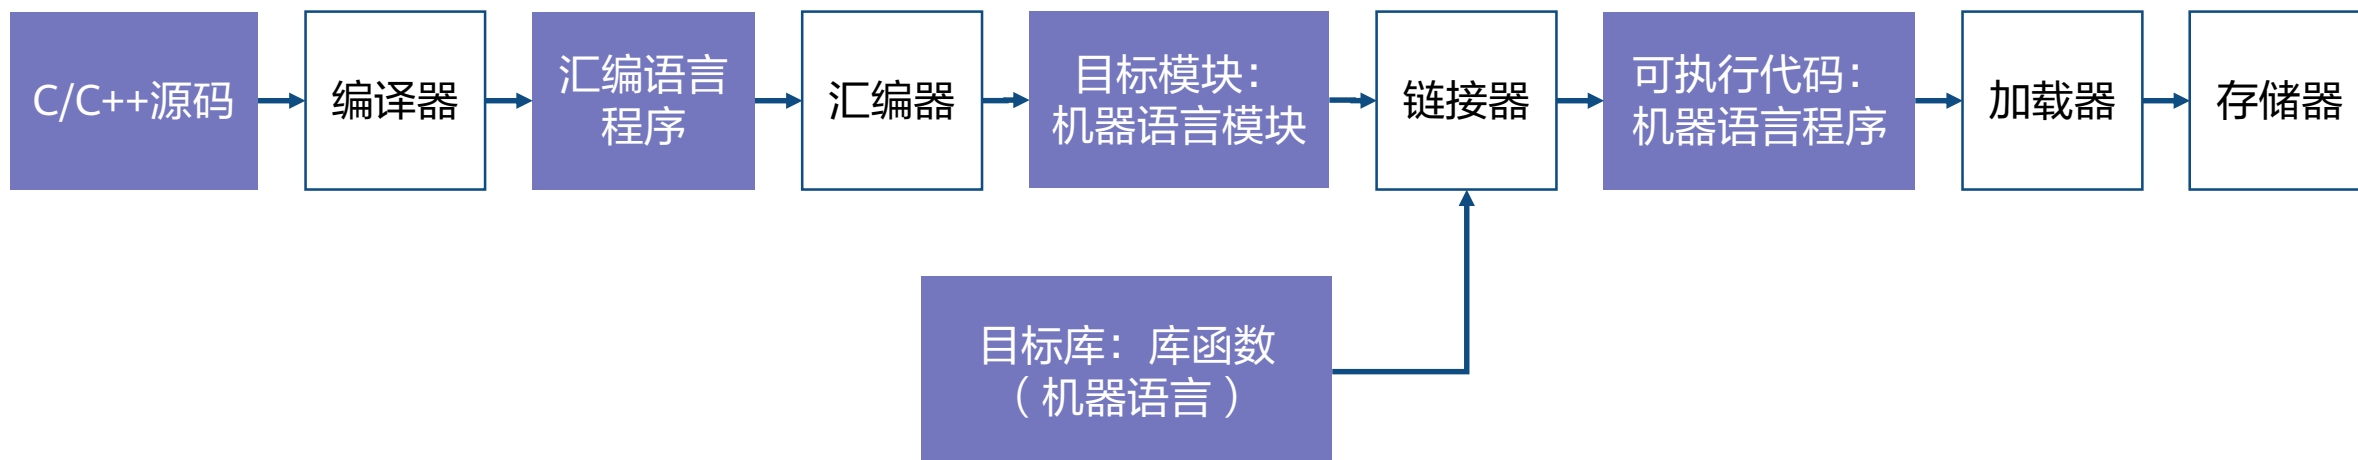 C/C++源码
编译器
汇编语言
程序
汇编器
目标模块：
机器语言模块
链接器
可执行代码：
机器语言程序
加载器
存储器
目标库：库函数
（机器语言）